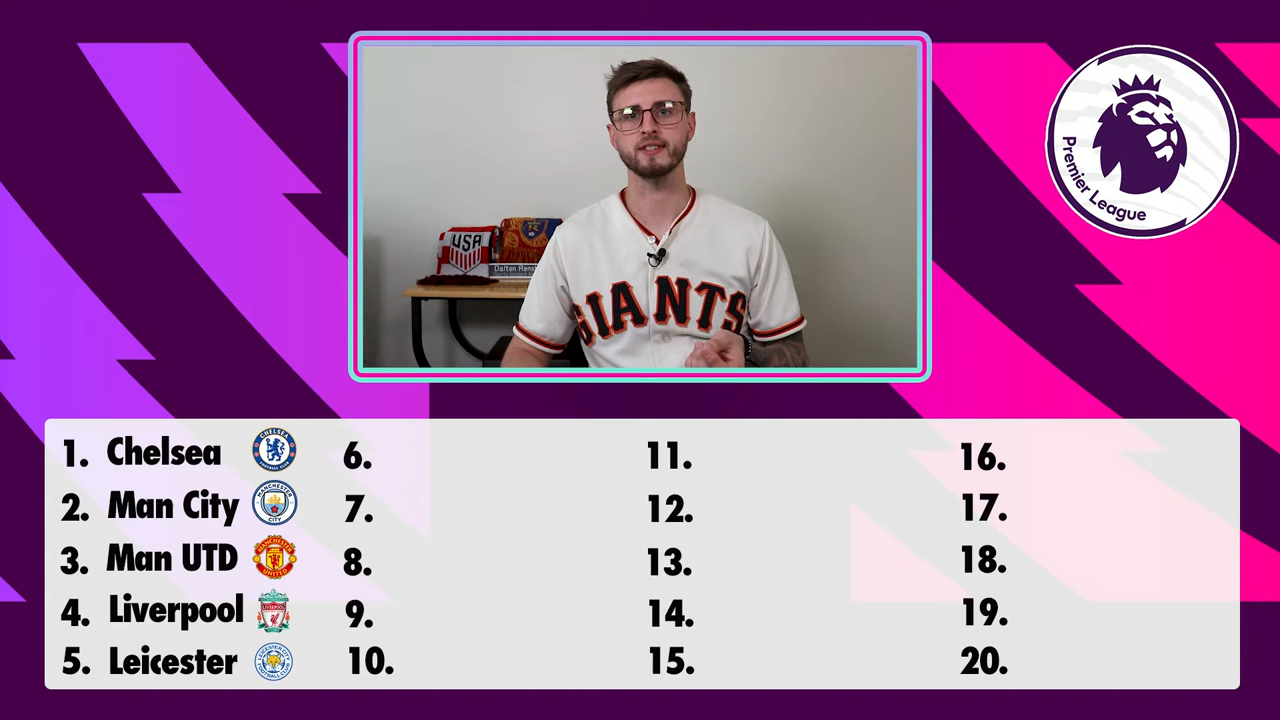 Premier League
USA
Dalton
GIANTS
1. Chelsea
2. Man City
3. Man UTD
4. Liverpool
5. Leicester
6.
7.
8.
9.
10.
11.
12.
13.
14.
15.
16.
17.
18.
19.
20.